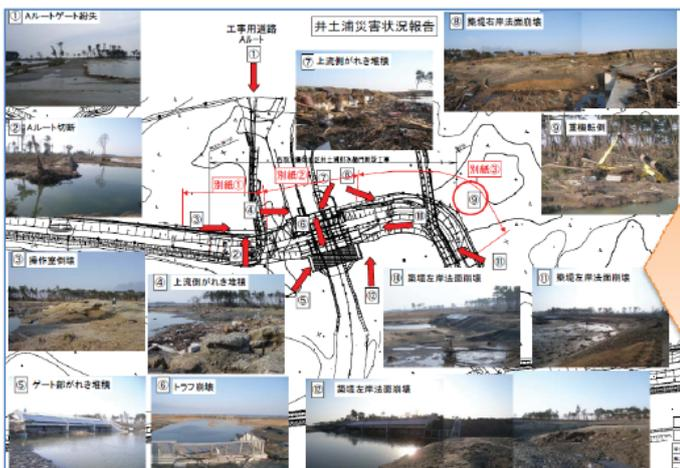 ① Aルートゲート紛失
工事用道路
Aルート
①
井土浦災害状況報告
⑧ 築堤右岸法面崩壊
⑦ 上流側がれき堆積
② Aルート切断
⑨ 重機転倒
別紙①
別紙②
⑦
⑧
別紙③
⑨
③
④
⑥
⑪
②
⑤
⑫
③ 操作室倒壊
④ 上流側がれき堆積
⑩ 築堤左岸法面崩壊
⑪ 築堤左岸法面崩壊
⑤ ゲート部がれき堆積
⑥ トラフ崩壊
⑫ 築堤左岸法面崩壊